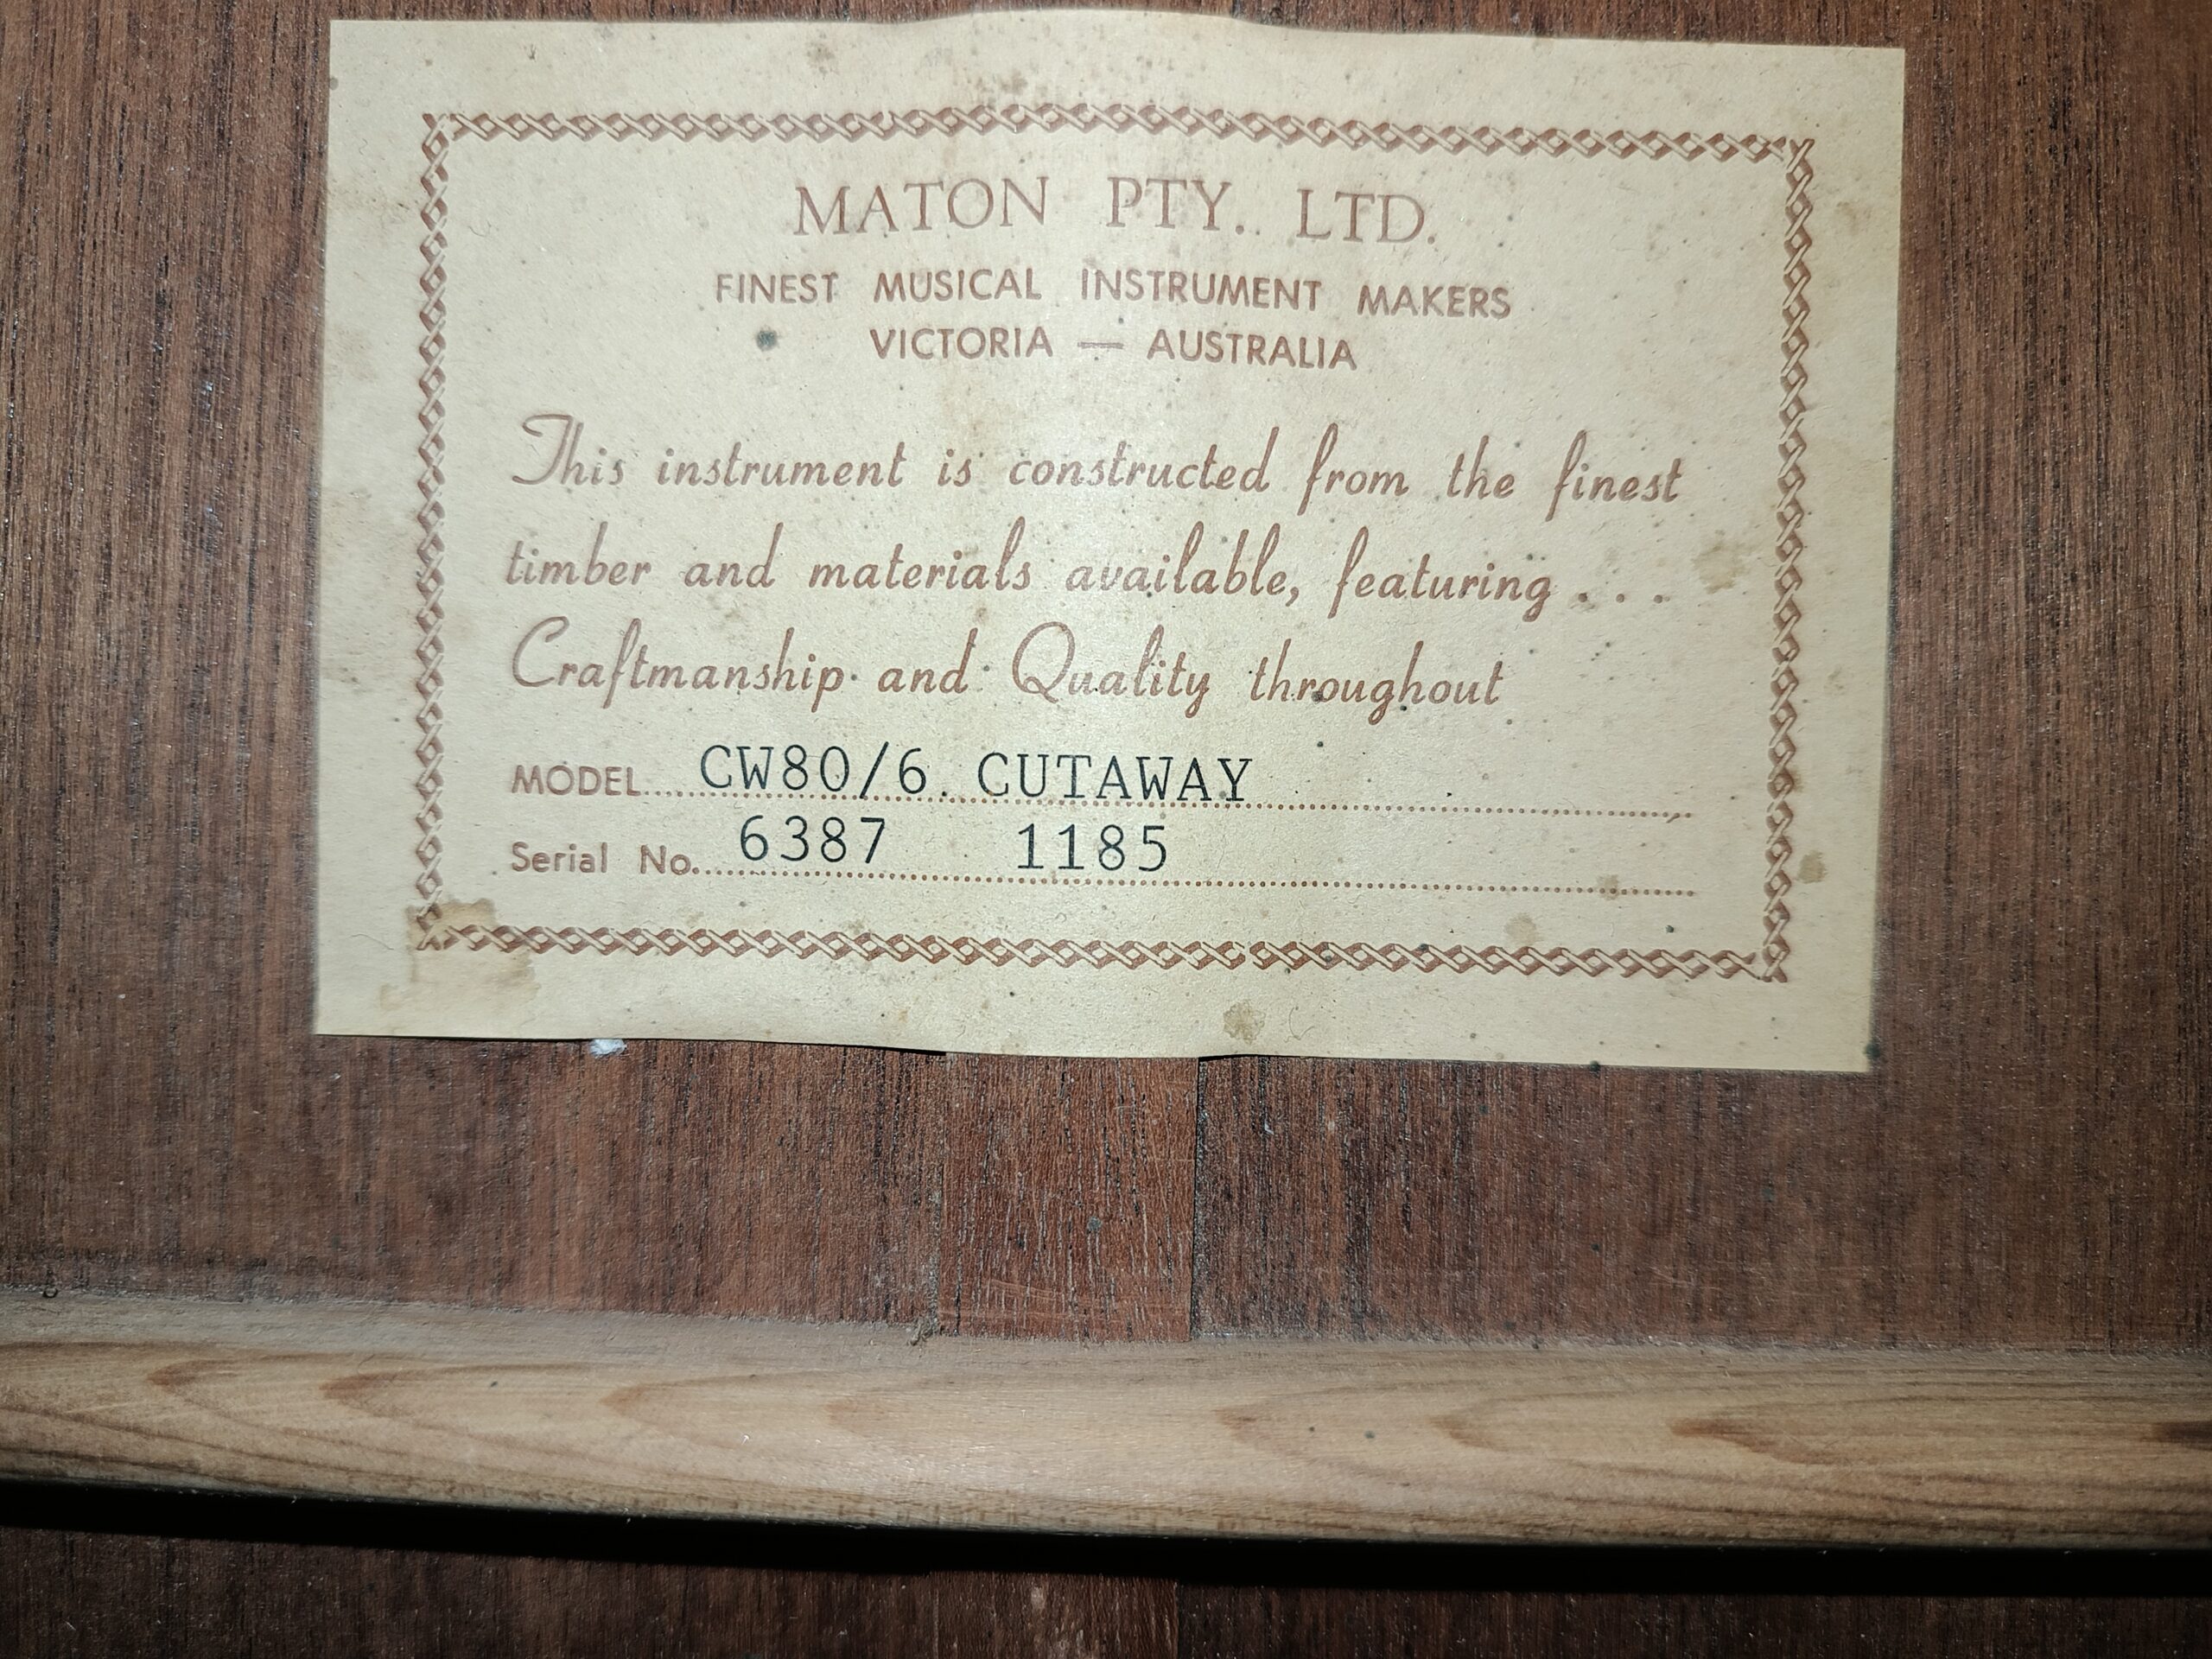 MATON PTY. LTD.
FINEST MUSICAL INSTRUMENT MAKERS
VICTORIA — AUSTRALIA
This instrument is constructed from the finest
timber and materials available, featuring . . .
Craftmanship and Quality throughout
MODEL CW80/6 CUTAWAY
Serial No. 6387 1185